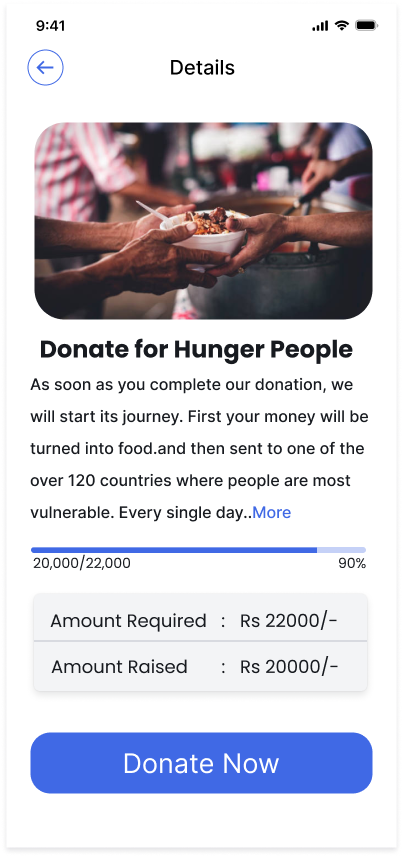 9:41
Details
Donate for Hunger People
As soon as you complete our donation, we
will start its journey. First your money will be
turned into food.and then sent to one of the
over 120 countries where people are most
vulnerable. Every single day..More
20,000/22,000 90%
Amount Required : Rs 22000/-
Amount Raised : Rs 20000/-
Donate Now